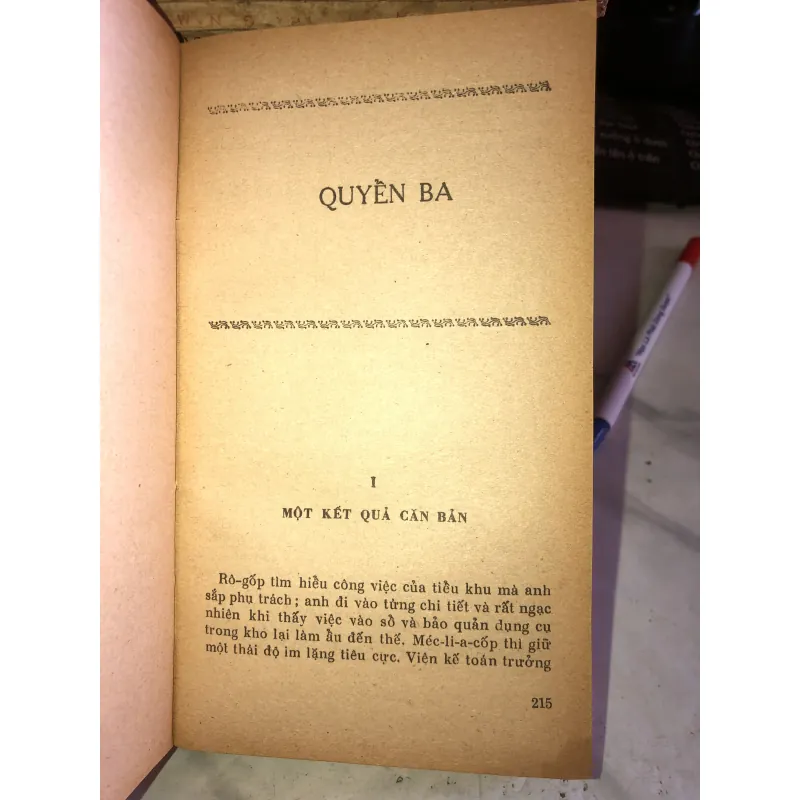 QUYỂN BA
I
MỘT KẾT QUẢ CĂN BẢN
Rô-gốp tìm hiểu công việc của tiểu khu mà anh
sắp phụ trách; anh đi vào từng chi tiết và rất ngạc
nhiên khi thấy việc vào sổ và bảo quản dụng cụ
trong kho lại làm ẩu đến thế. Méc-li-a-cốp thì giữ
một thái độ im lặng tiêu cực. Viên kế toán trưởng
215